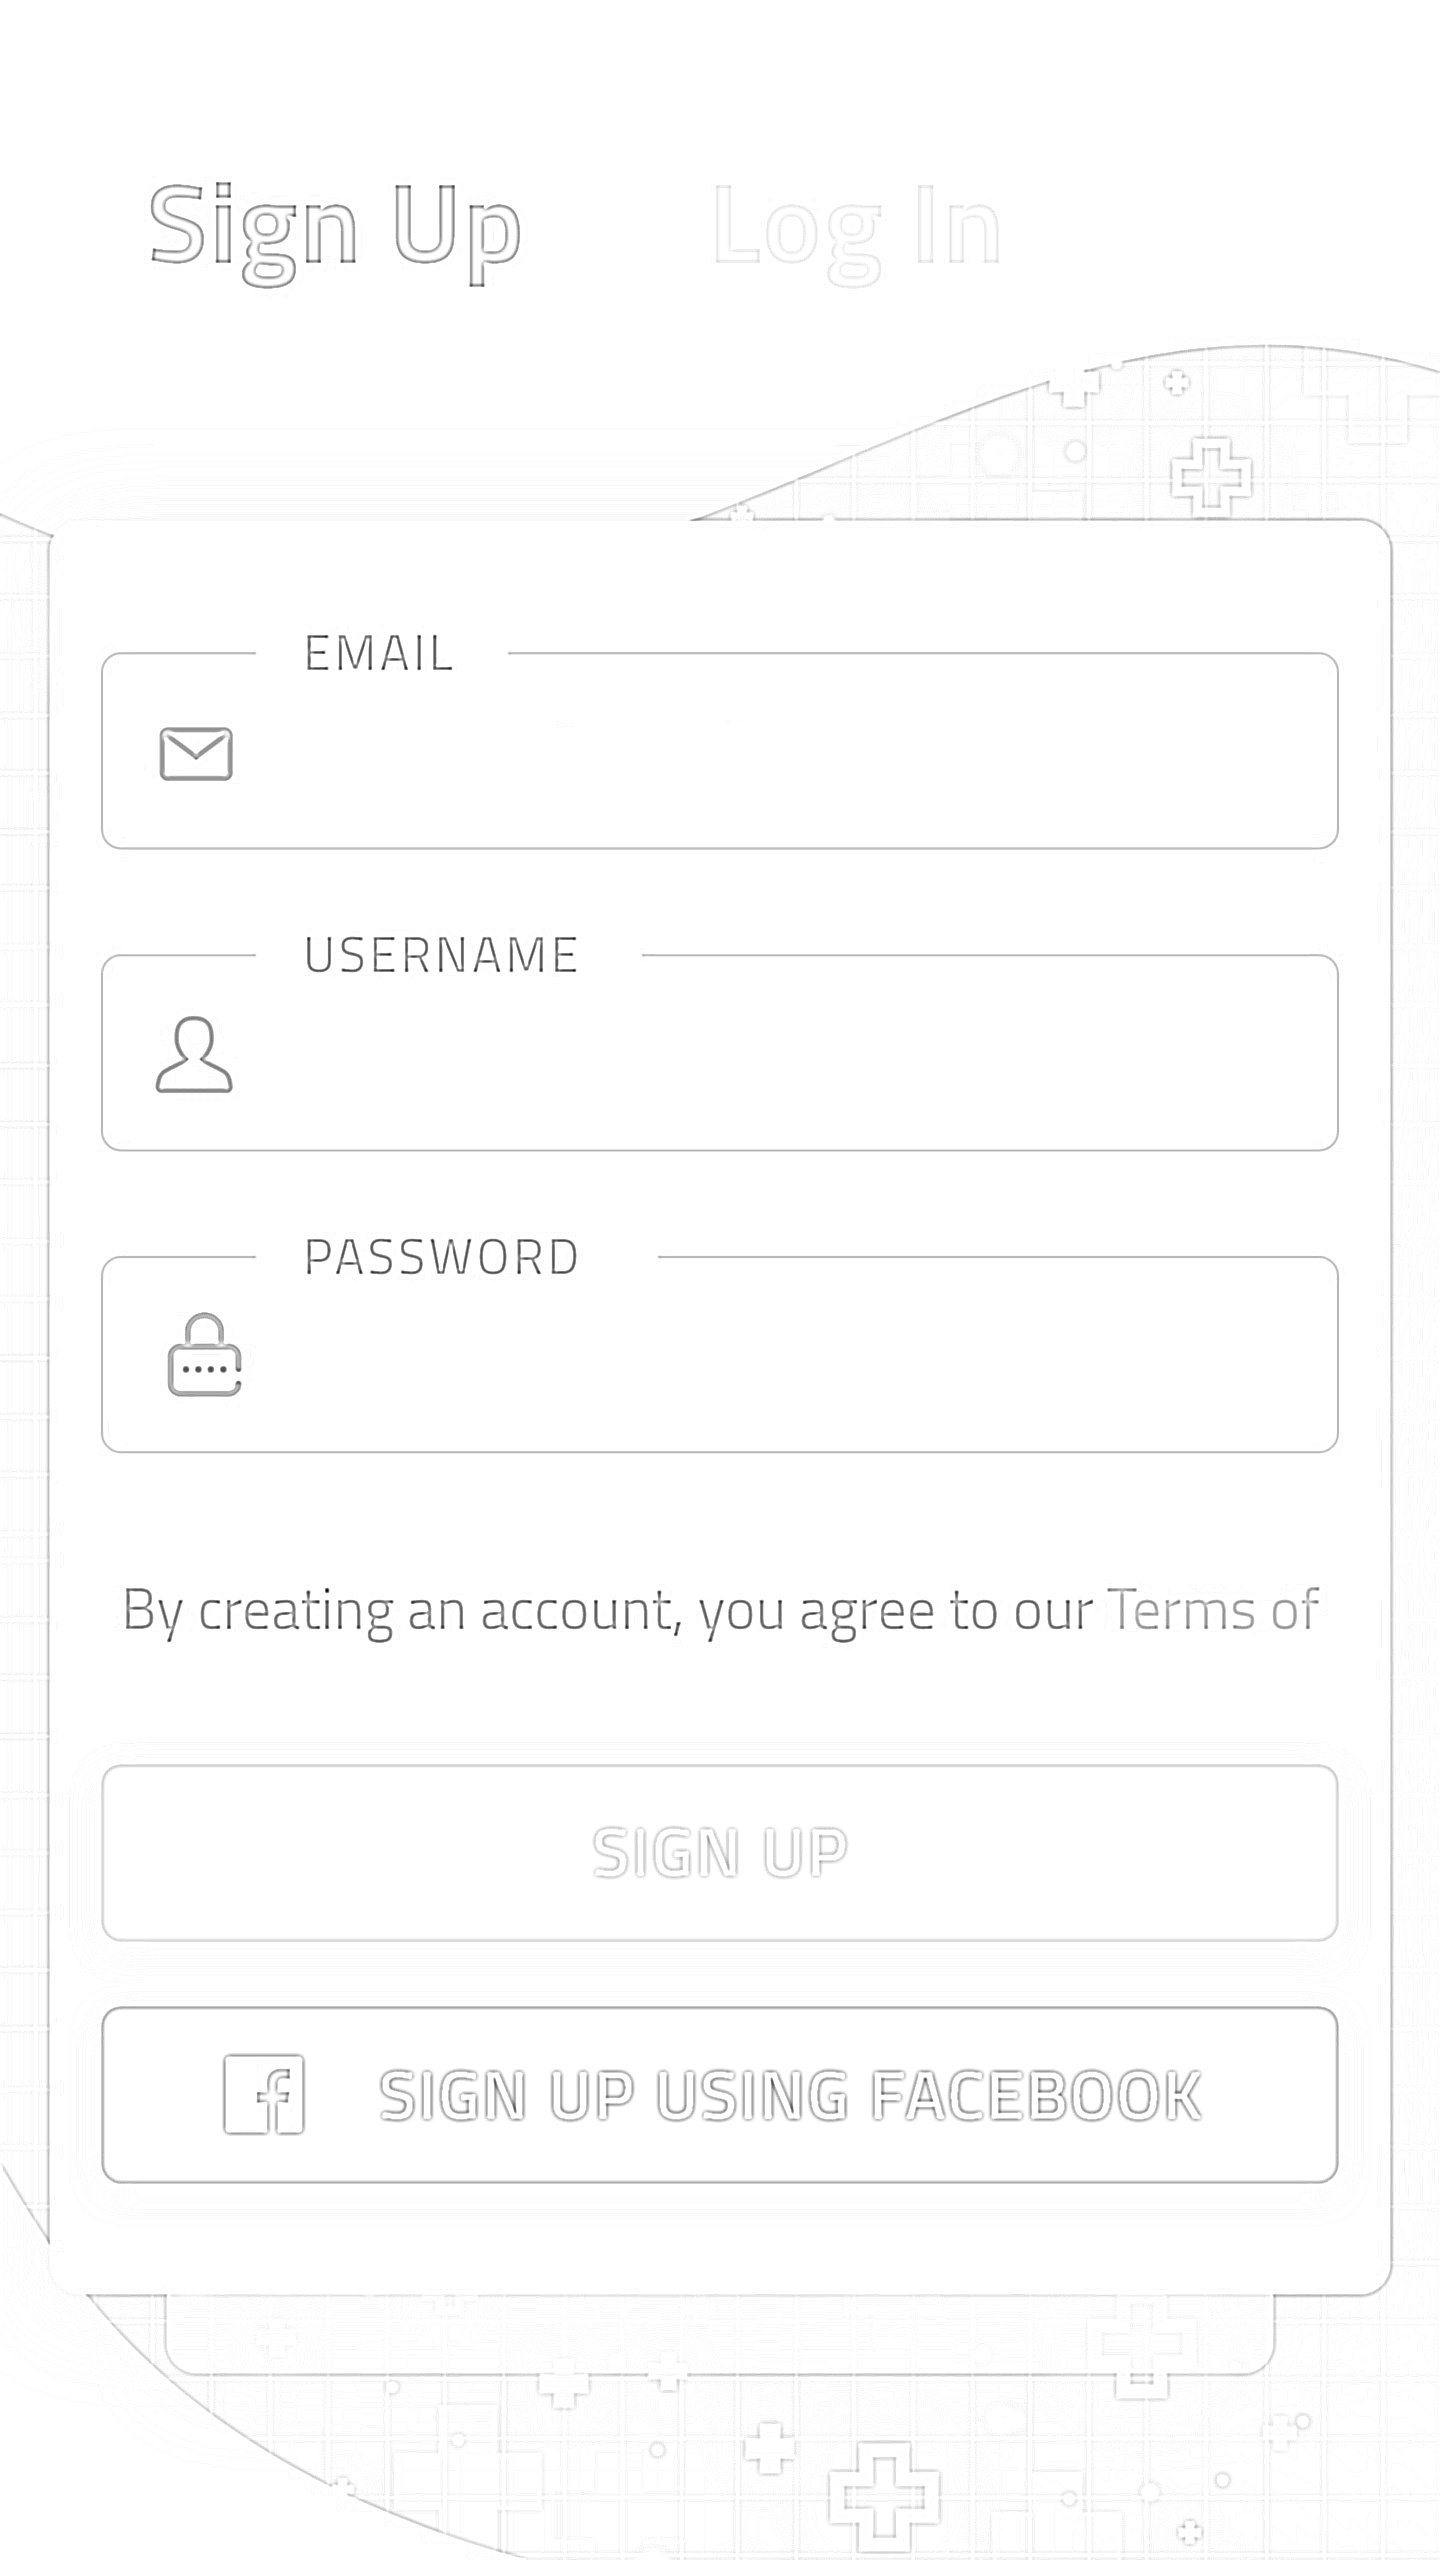 Sign Up
Log In
EMAIL
USERNAME
PASSWORD
By creating an account, you agree to our Terms of
SIGN UP
SIGN UP USING FACEBOOK